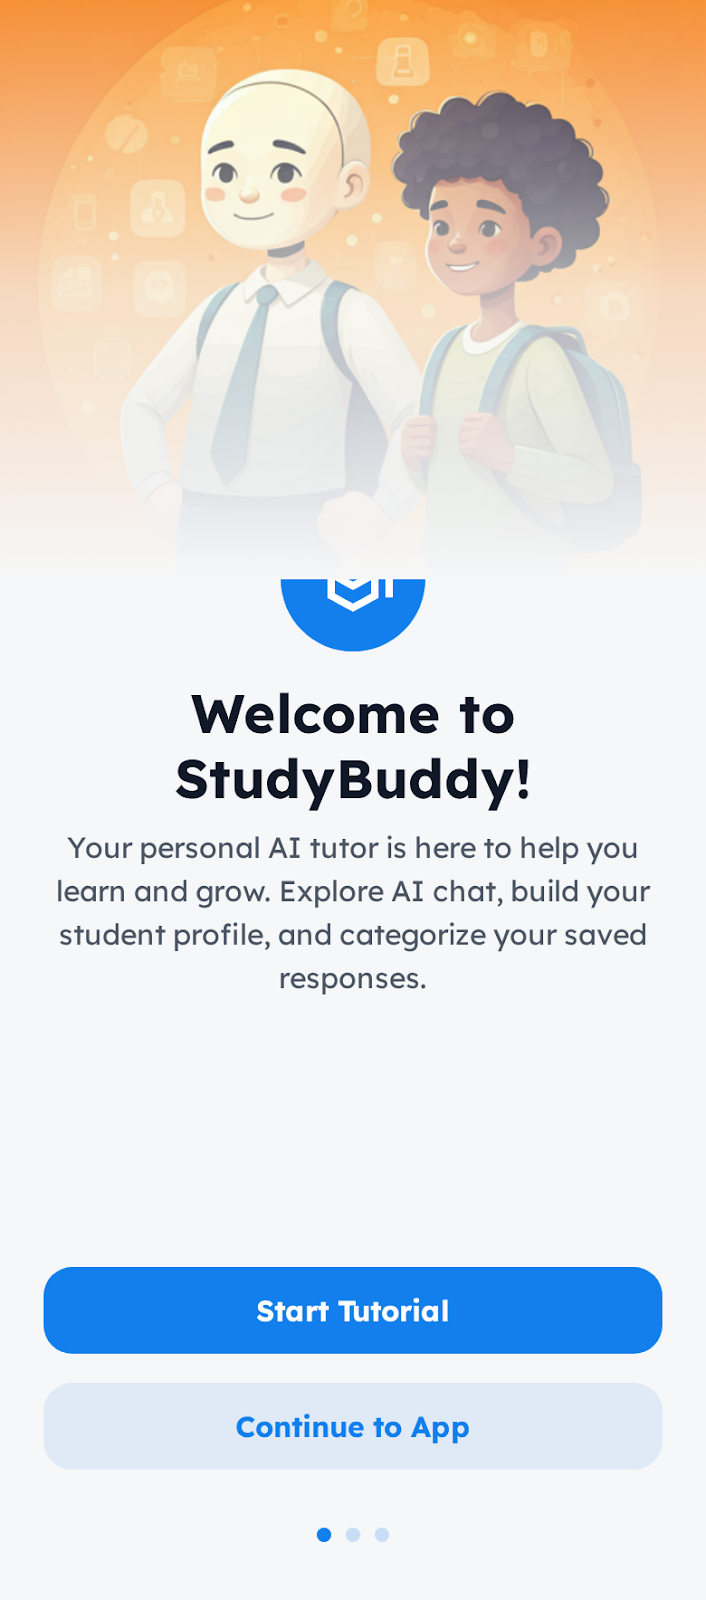 Welcome to
StudyBuddy!
Your personal AI tutor is here to help you
learn and grow. Explore AI chat, build your
student profile, and categorize your saved
responses.
Start Tutorial
Continue to App